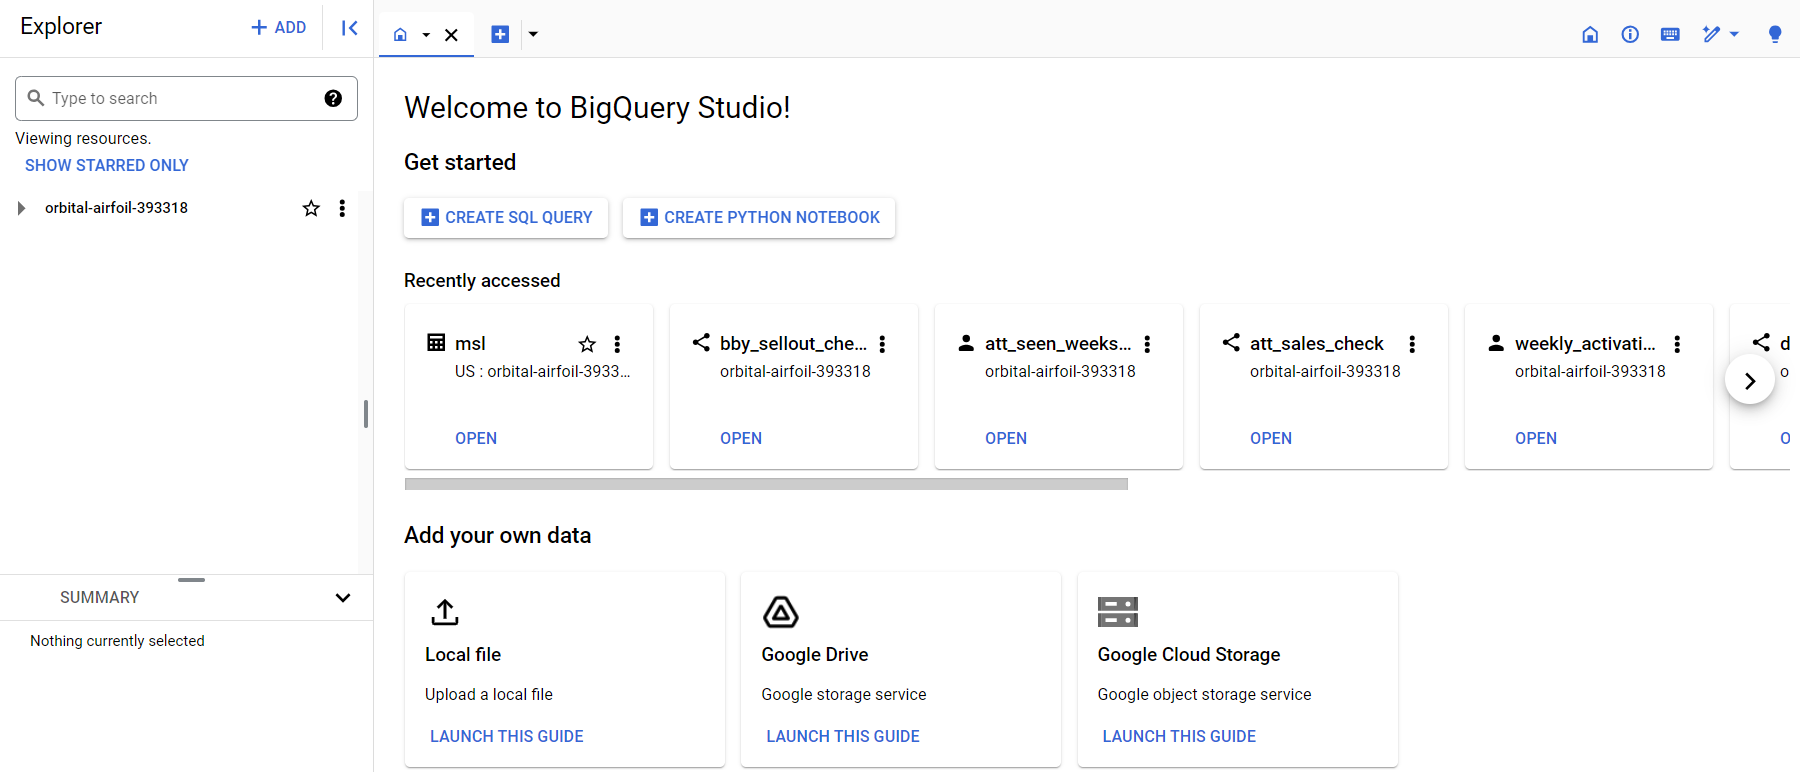 Explorer
ADD
Type to search
Viewing resources.
SHOW STARRED ONLY
orbital-airfoil-393318
SUMMARY
Nothing currently selected
Welcome to BigQuery Studio!
Get started
CREATE SQL QUERY
CREATE PYTHON NOTEBOOK
Recently accessed
msl
US : orbital-airfoil-3933...
OPEN
bby_sellout_che...
orbital-airfoil-393318
OPEN
att_seen_weeks...
orbital-airfoil-393318
OPEN
att_sales_check
orbital-airfoil-393318
OPEN
weekly_activati...
orbital-airfoil-393318
OPEN
d
o
O
Add your own data
Local file
Upload a local file
LAUNCH THIS GUIDE
Google Drive
Google storage service
LAUNCH THIS GUIDE
Google Cloud Storage
Google object storage service
LAUNCH THIS GUIDE